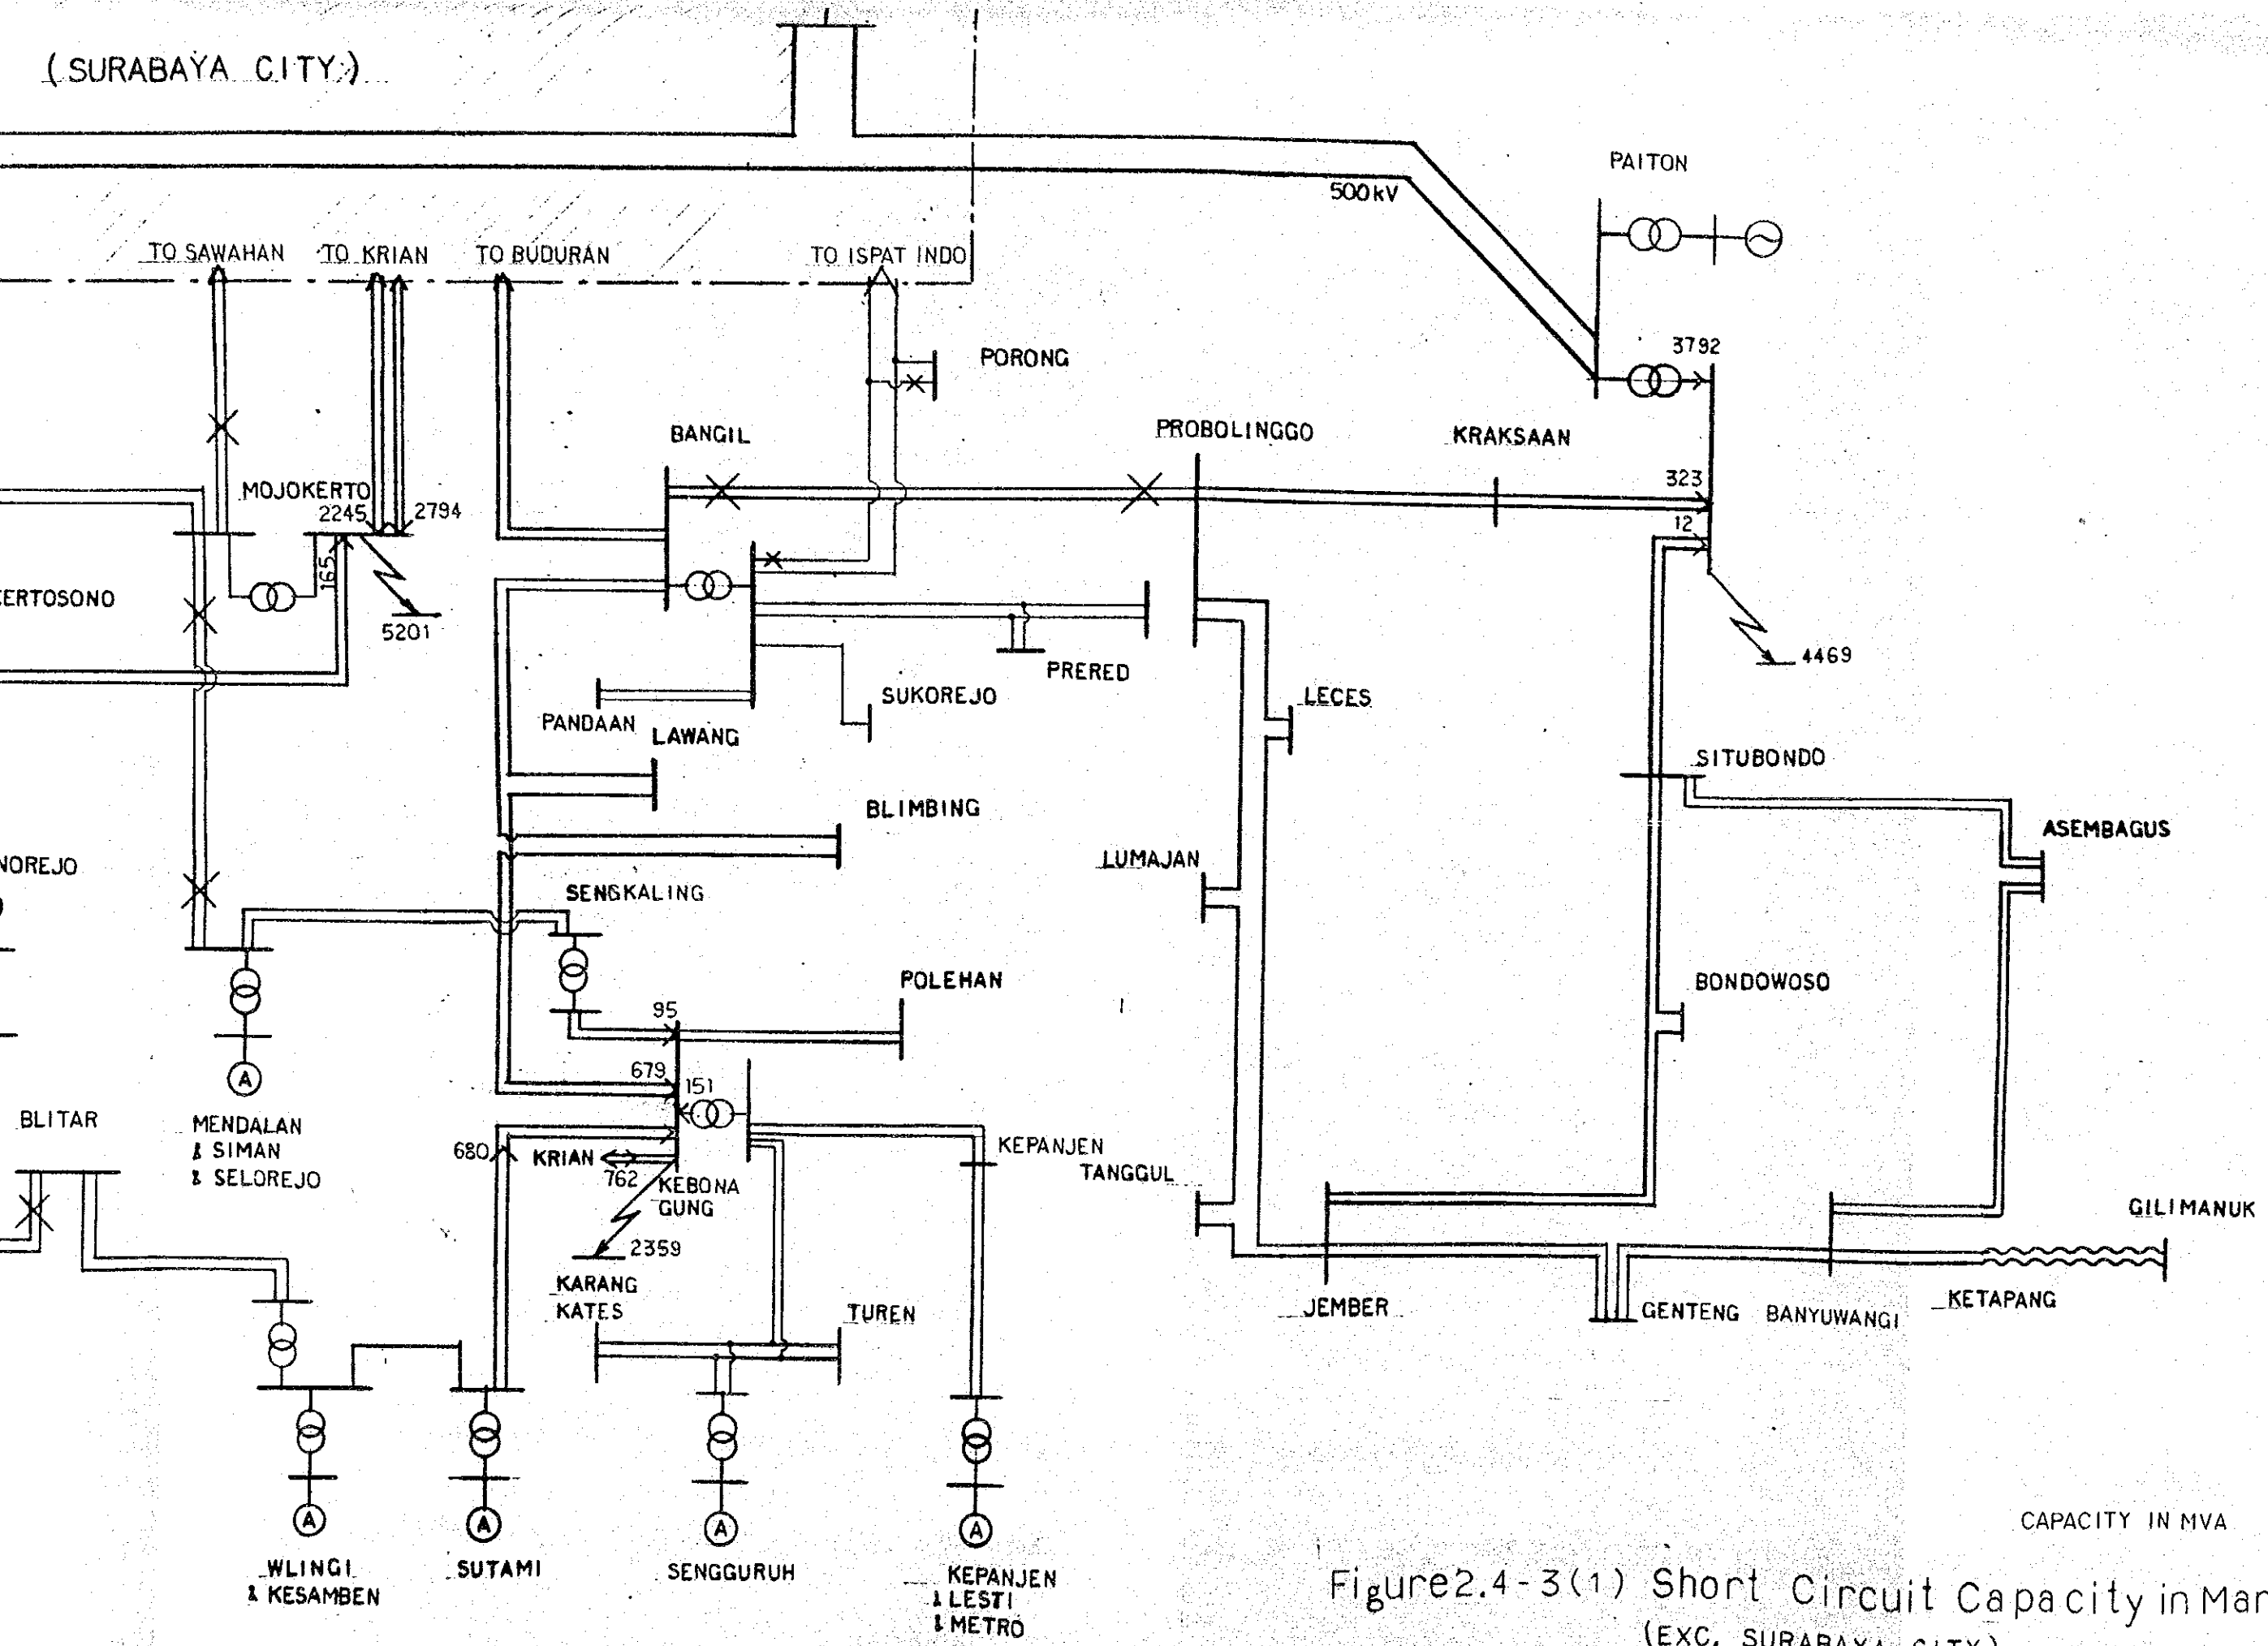 (SURABAYA CITY)
PAITON
500kV
TO SAWAHAN
TO KRIAN
TO BUDURAN
TO ISPAT INDO
3792
PORONG
BANGIL
PROBOLINGGO
KRAKSAAN
MOJOKERTO
2245
2794
323
12
165
ERTOSONO
5201
4469
PRERED
SUKOREJO
LECES
PANDAAN
LAWANG
SITUBONDO
BLIMBING
ASEMBAGUS
NOREJO
LUMAJAN
SENGKALING
POLEHAN
BONDOWOSO
95
679
151
A
BLITAR
MENDALAN
& SIMAN
& SELOREJO
680
KRIAN
762
KEBONA
GUNG
KEPANJEN
TANGGUL
GILIMANUK
2359
KARANG
KATES
TUREN
JEMBER
GENTENG
BANYUWANGI
KETAPANG
A
A
A
A
WLINGI
& KESAMBEN
SUTAMI
SENGGURUH
KEPANJEN
& LESTI
& METRO
CAPACITY IN MVA
Figure2.4-3(1) Short Circuit Capacity in Mar
(EXC. SURABAYA CITY)